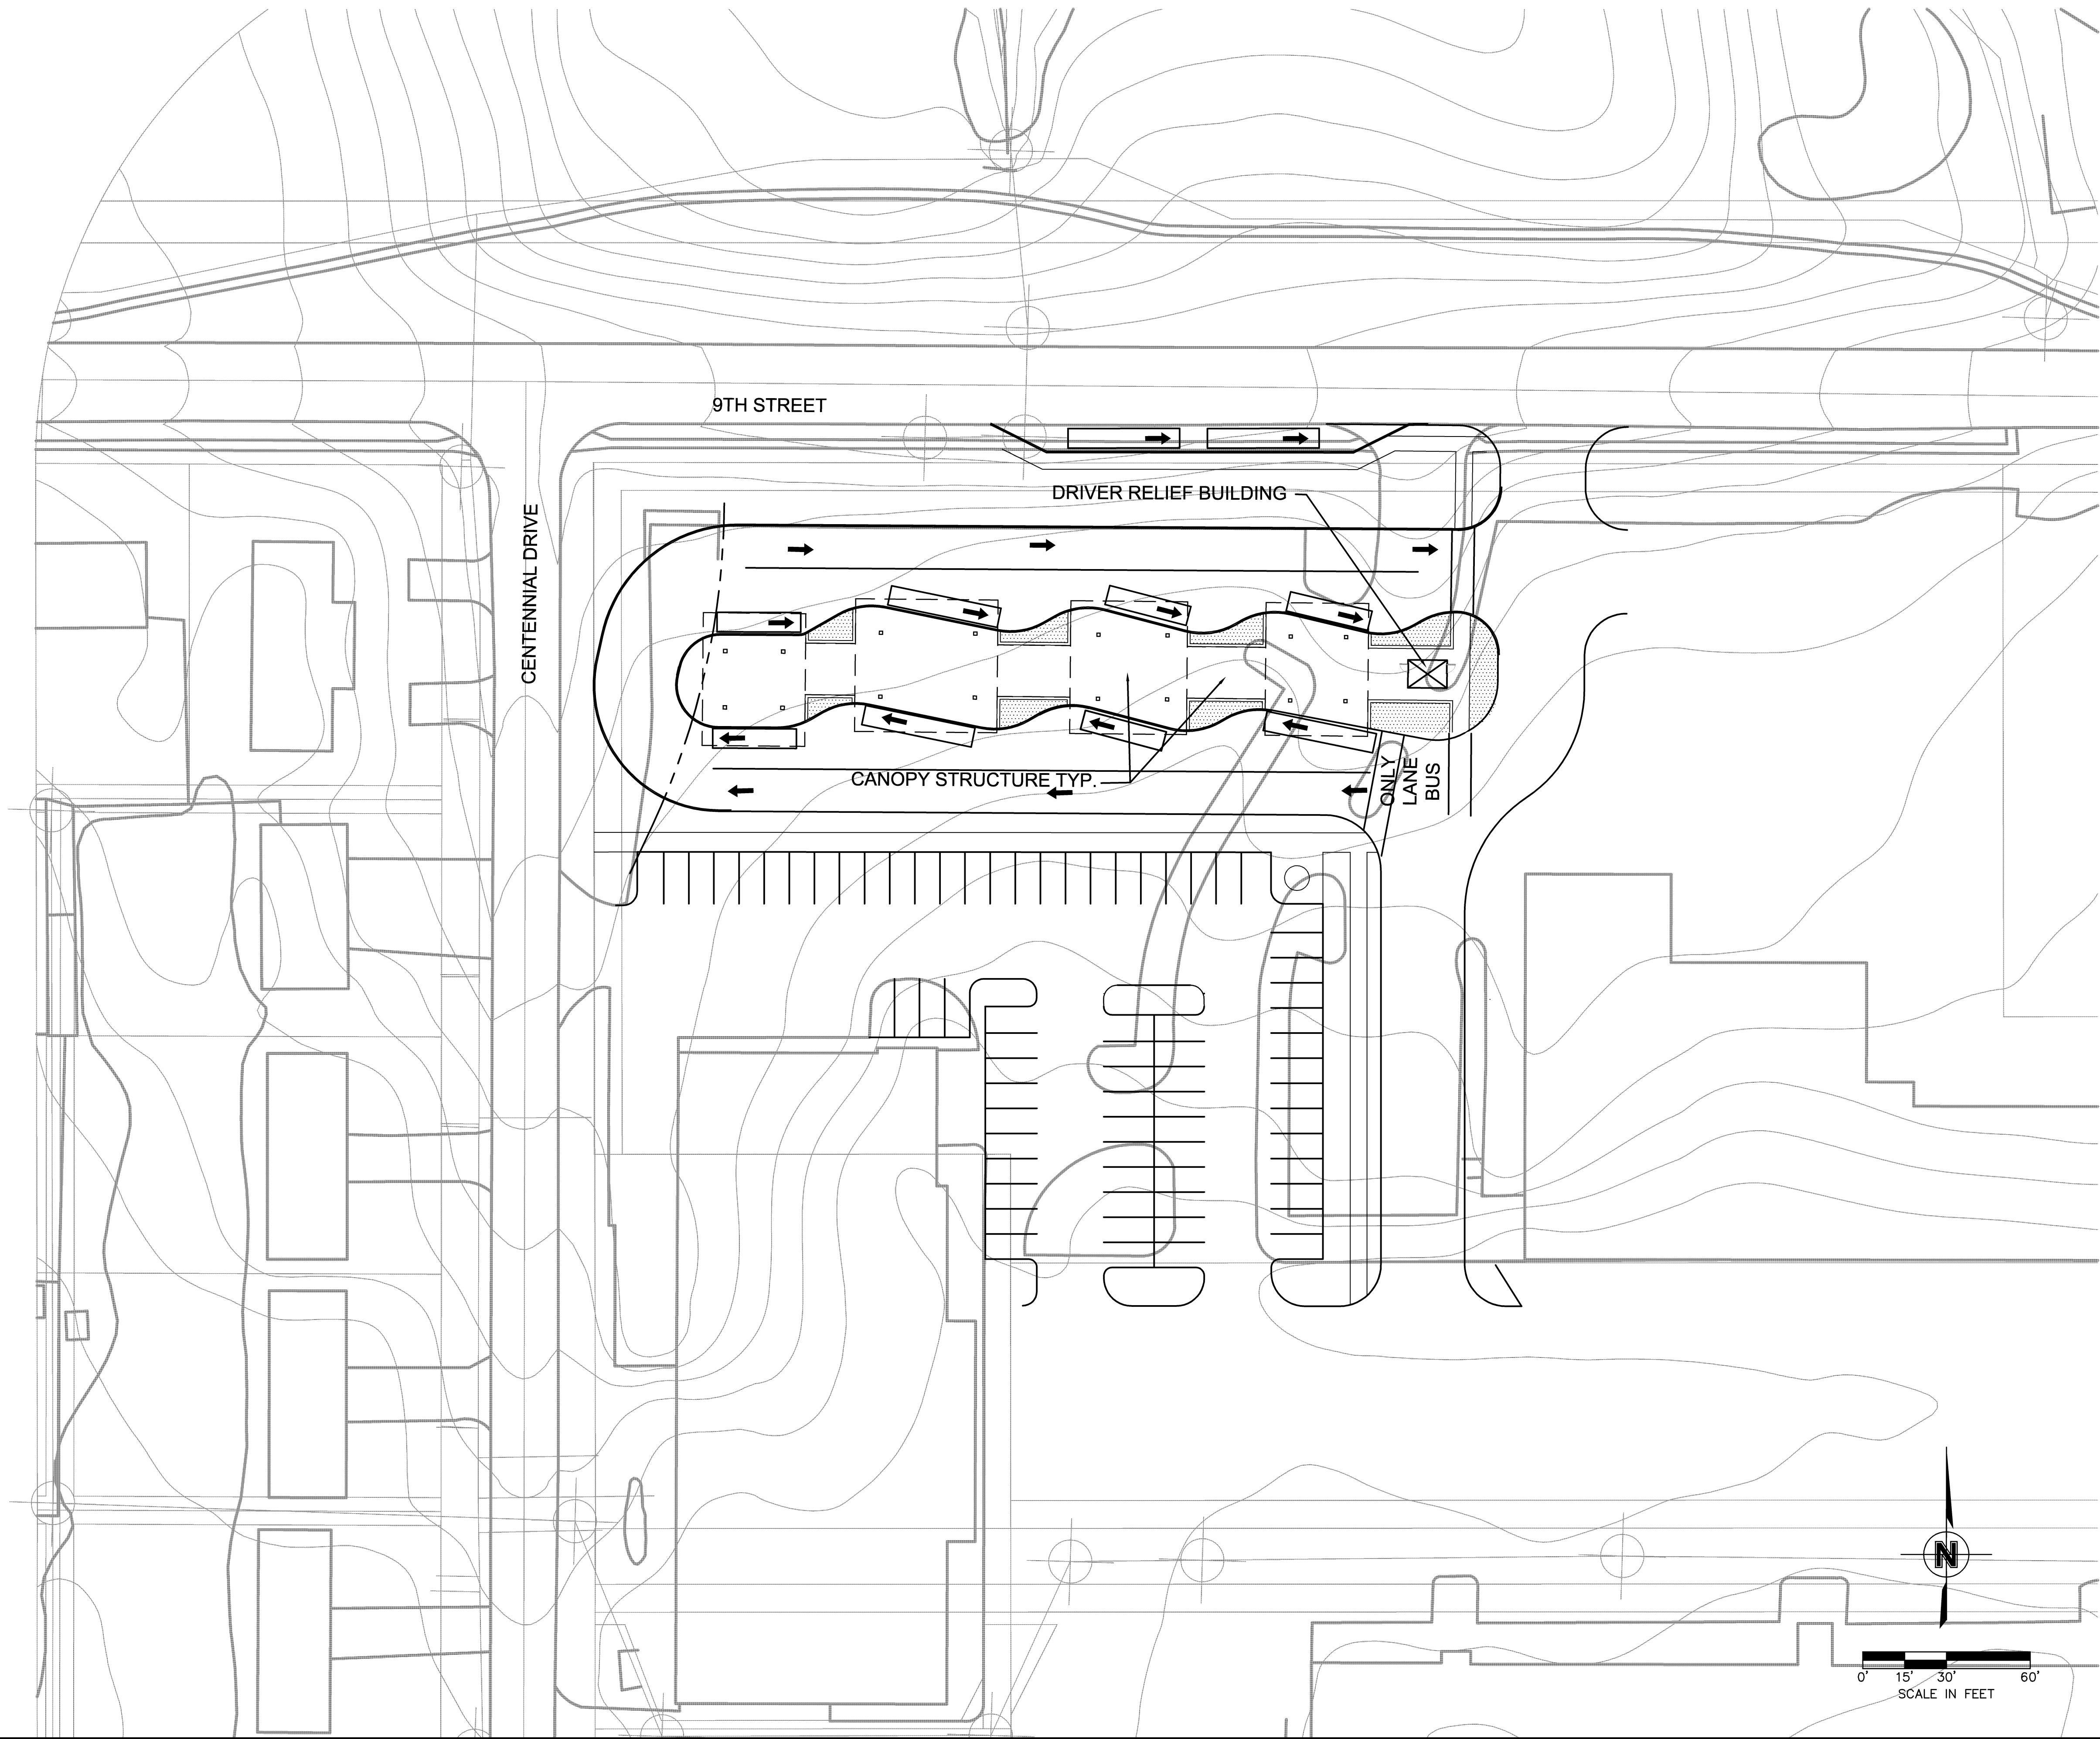 9TH STREET
DRIVER RELIEF BUILDING
CENTENNIAL DRIVE
CANOPY STRUCTURE TYP.
ONLY
LANE
BUS
N
0' 15' 30' 60'
SCALE IN FEET